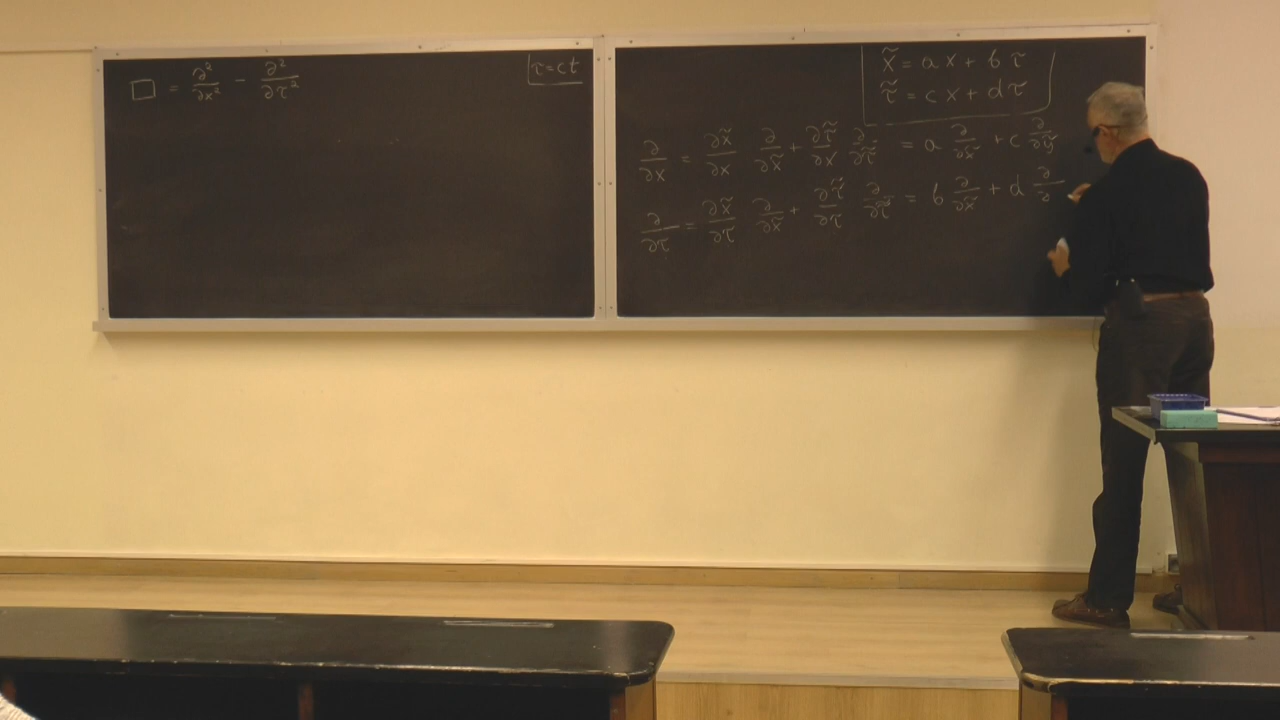 □ = ∂²/∂x² − ∂²/∂τ²
τ = ct
x̃ = a x + b τ
τ̃ = c x + d τ
∂/∂x = ∂x̃/∂x · ∂/∂x̃ + ∂τ̃/∂x ∂/∂τ̃ = a ∂/∂x̃ + c ∂/∂τ̃
∂/∂τ = ∂x̃/∂τ ∂/∂x̃ + ∂τ̃/∂τ ∂/∂τ̃ = b ∂/∂x̃ + d ∂/∂